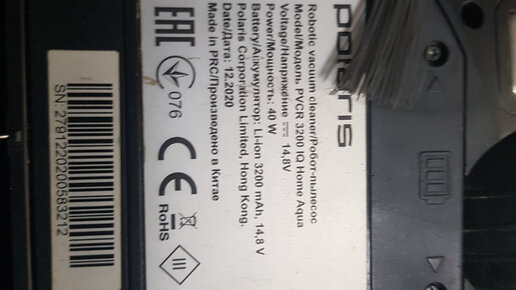 polaris
Robotic vacuum cleaner/Робот-пылесос
Model/Модель PVCR 3200 IQ Home Aqua
Voltage/Напряжение 14,8V
Power/Мощность: 40 W
Battery/Аккумулятор: Li-ion 3200 mAh, 14,8 V
Polaris Corporation Limited, Hong Kong.
Date/Дата: 12.2020
Made in PRC/Произведено в Китае
EAC 076 CE RoHS III
SN: 2791220200583212